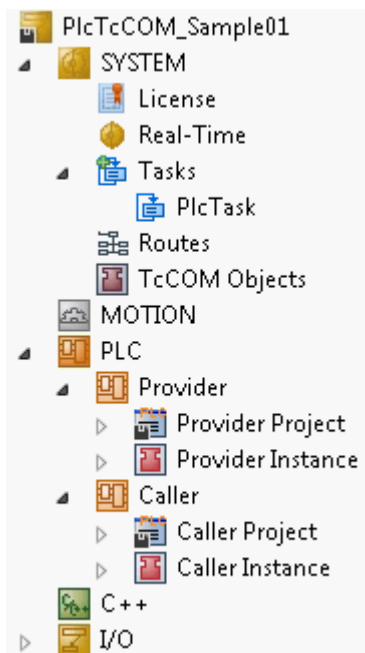 PlcTcCOM_Sample01
SYSTEM
License
Real-Time
Tasks
PlcTask
Routes
TcCOM Objects
MOTION
PLC
Provider
Provider Project
Provider Instance
Caller
Caller Project
Caller Instance
C++
I/O